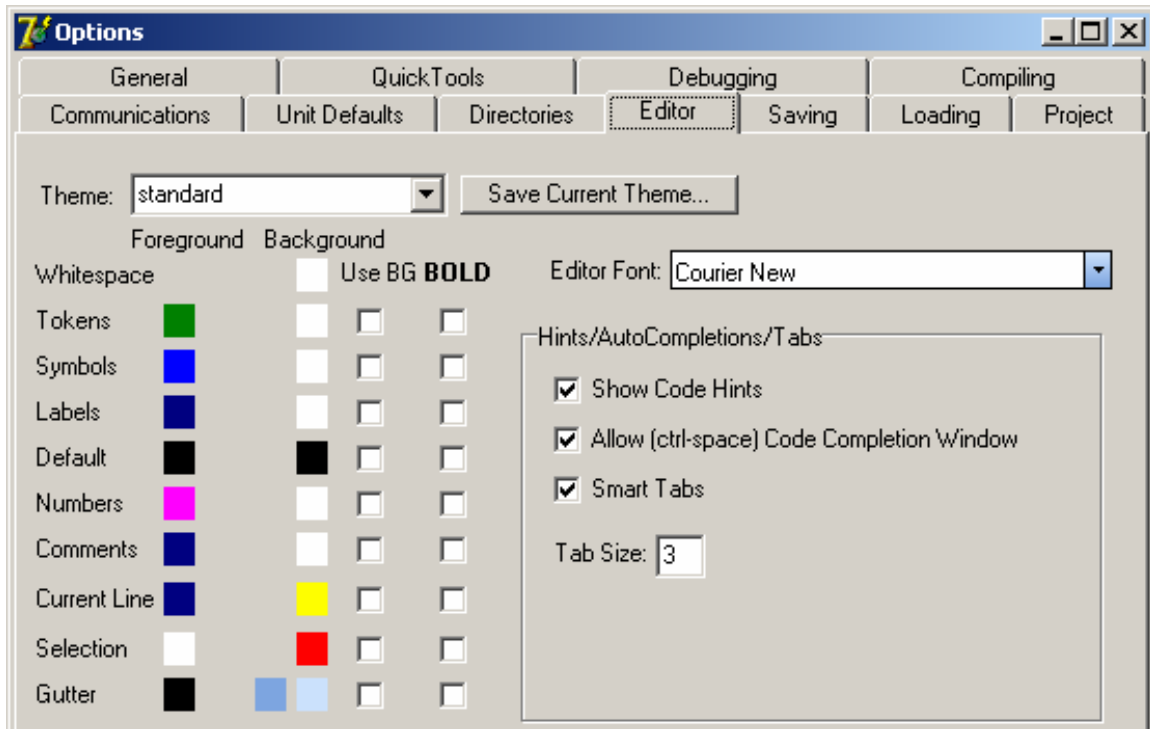 Options
General QuickTools Debugging Compiling
Communications Unit Defaults Directories Editor Saving Loading Project
Theme: standard Save Current Theme...
Foreground Background
Whitespace Use BG BOLD Editor Font: Courier New
Tokens
Hints/AutoCompletions/Tabs
Symbols
Show Code Hints
Labels
Allow (ctrl-space) Code Completion Window
Default
Smart Tabs
Numbers
Comments Tab Size: 3
Current Line
Selection
Gutter